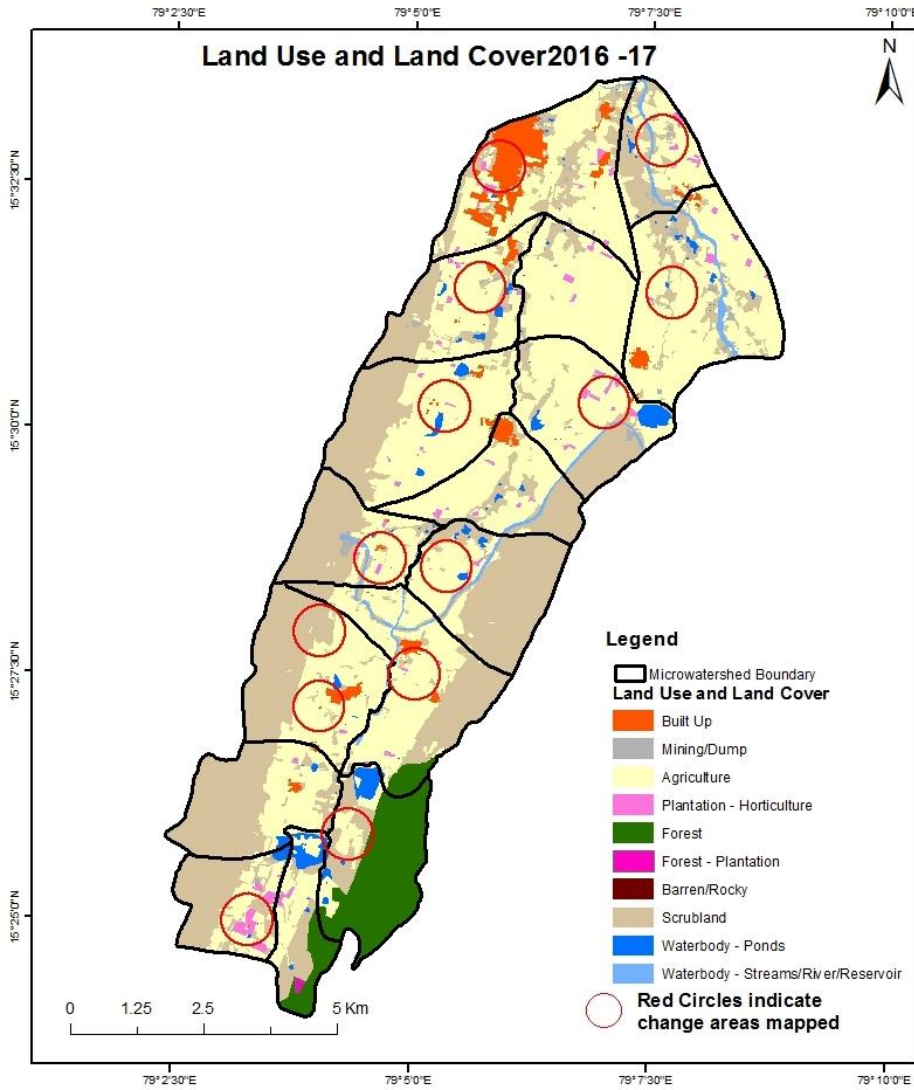 79° 2'30"E 79° 5'0"E 79° 7'30"E 79° 10'0"E
Land Use and Land Cover2016 -17
N
15°32'30"N
15°30'0"N
15°27'30"N
15°25'0"N
Legend
Microwatershed Boundary
Land Use and Land Cover
Built Up
Mining/Dump
Agriculture
Plantation - Horticulture
Forest
Forest - Plantation
Barren/Rocky
Scrubland
Waterbody - Ponds
Waterbody - Streams/River/Reservoir
Red Circles indicate
change areas mapped
0 1.25 2.5 5 Km
79° 2'30"E 79° 5'0"E 79° 7'30"E 79° 10'0"E